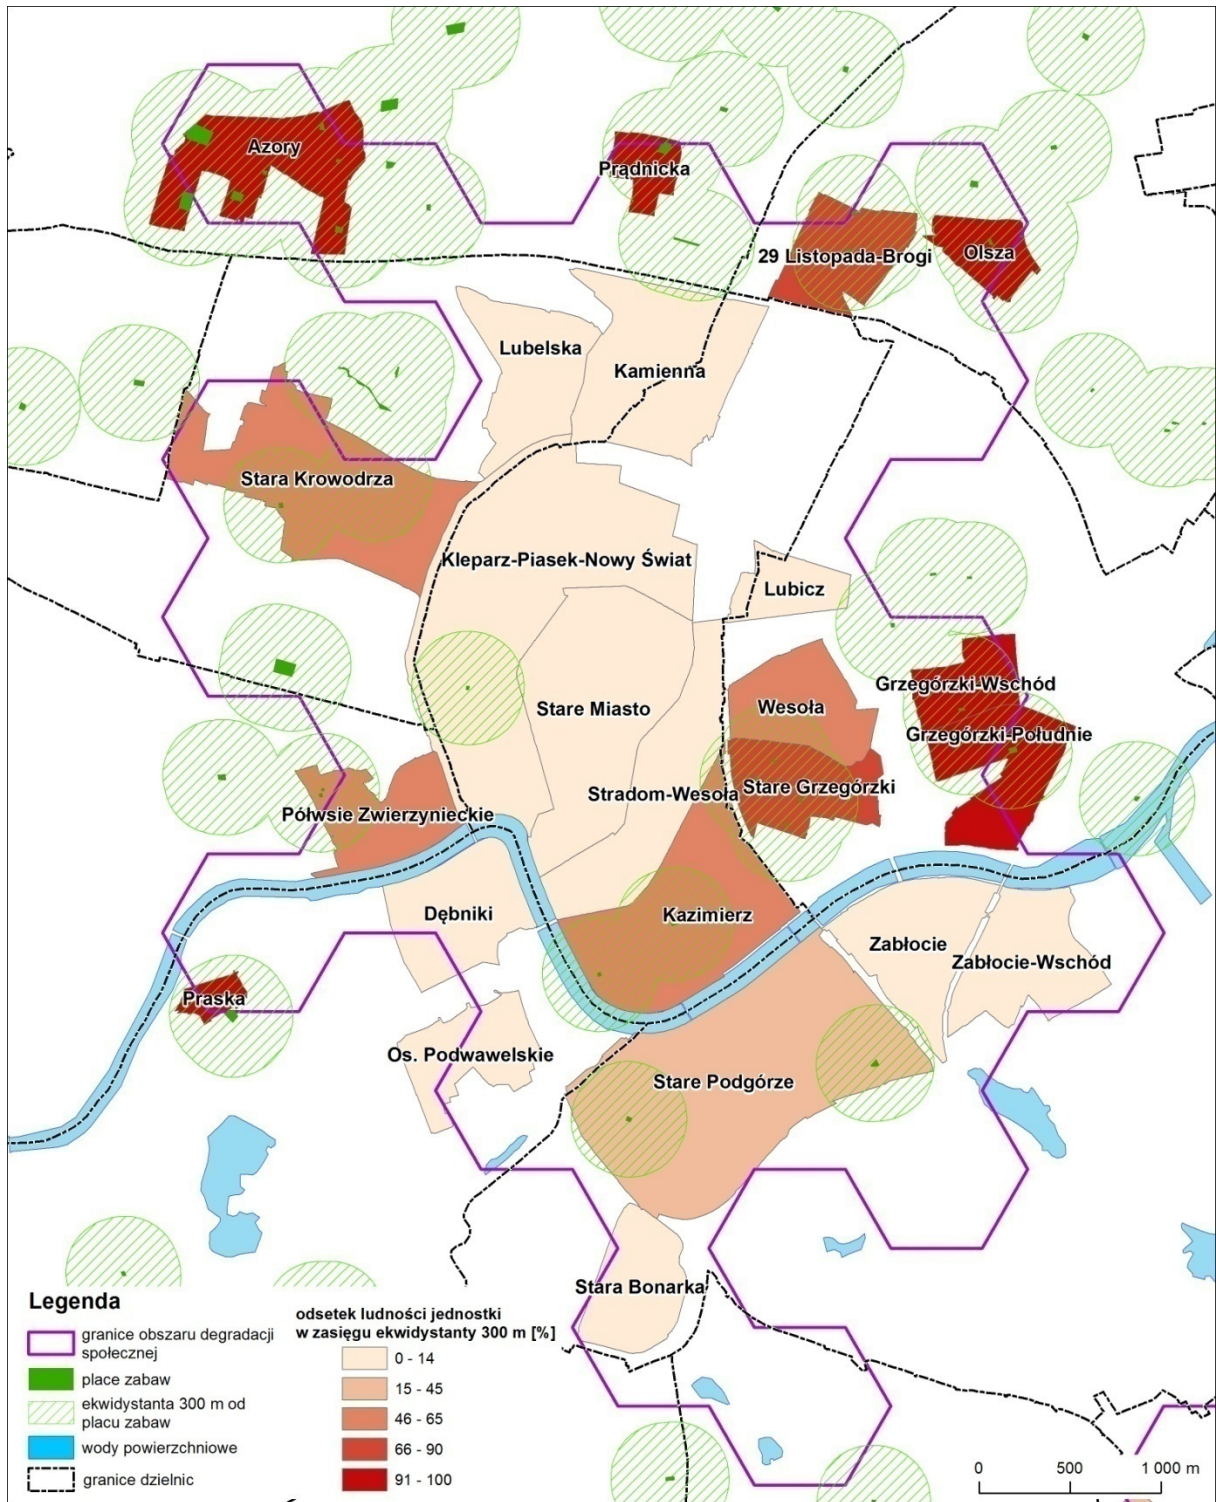 Azory
Prądnicka
29 Listopada-Brogi
Olsza
Lubelska
Kamienna
Stara Krowodrza
Kleparz-Piasek-Nowy Świat
Lubicz
Grzegórzki-Wschód
Wesoła
Stare Miasto
Grzegórzki-Południe
Stradom-Wesoła
Stare Grzegórzki
Półwsie Zwierzynieckie
Dębniki
Kazimierz
Zabłocie
Zabłocie-Wschód
Praska
Os. Podwawelskie
Stare Podgórze
Stara Bonarka
Legenda
granice obszaru degradacji
społecznej
place zabaw
ekwidystanta 300 m od
placu zabaw
wody powierzchniowe
granice dzielnic
odsetek ludności jednostki
w zasięgu ekwidystanty 300 m [%]
0 - 14
15 - 45
46 - 65
66 - 90
91 - 100
0 500 1 000 m